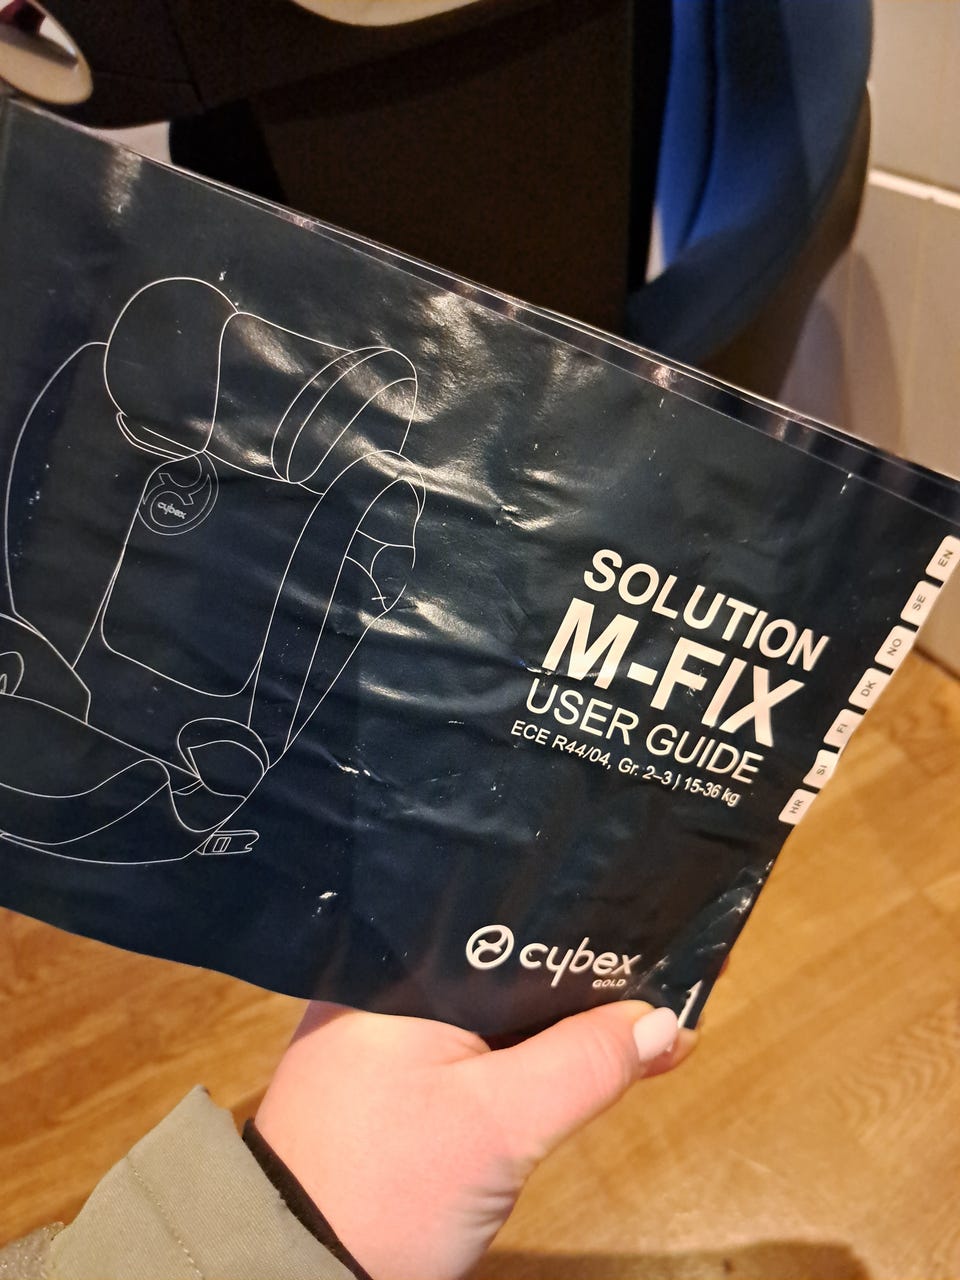 SOLUTION
M-FIX
USER GUIDE
ECE R44/04, Gr. 2–3 | 15-36 kg
EN
SE
NO
DK
FI
SI
HR
cybex
cybex
GOLD
1